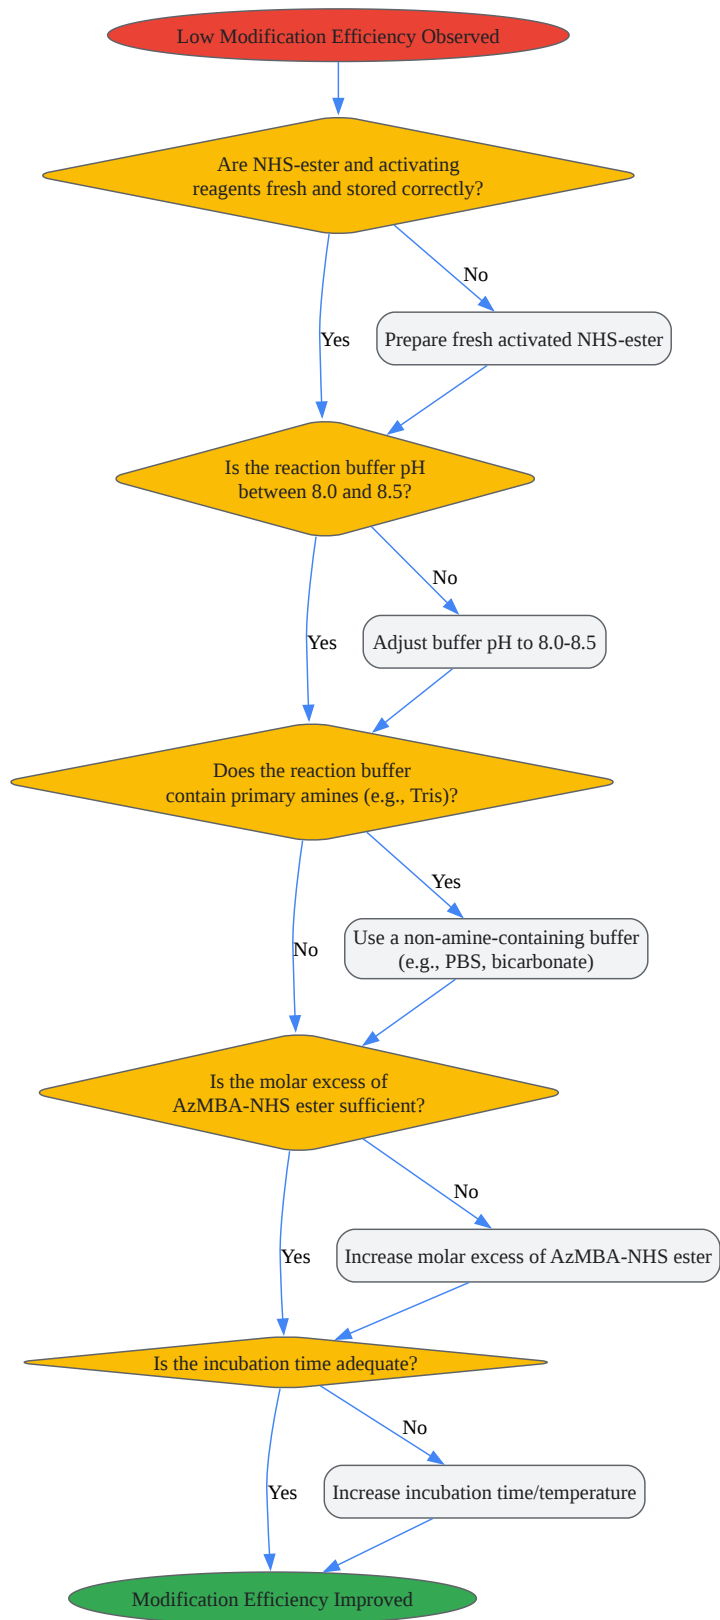 Low Modification Efficiency Observed
Are NHS-ester and activating
reagents fresh and stored correctly?
No
Yes
Prepare fresh activated NHS-ester
Is the reaction buffer pH
between 8.0 and 8.5?
No
Yes
Adjust buffer pH to 8.0-8.5
Does the reaction buffer
contain primary amines (e.g., Tris)?
Yes
No
Use a non-amine-containing buffer
(e.g., PBS, bicarbonate)
Is the molar excess of
AzMBA-NHS ester sufficient?
No
Yes
Increase molar excess of AzMBA-NHS ester
Is the incubation time adequate?
No
Yes
Increase incubation time/temperature
Modification Efficiency Improved